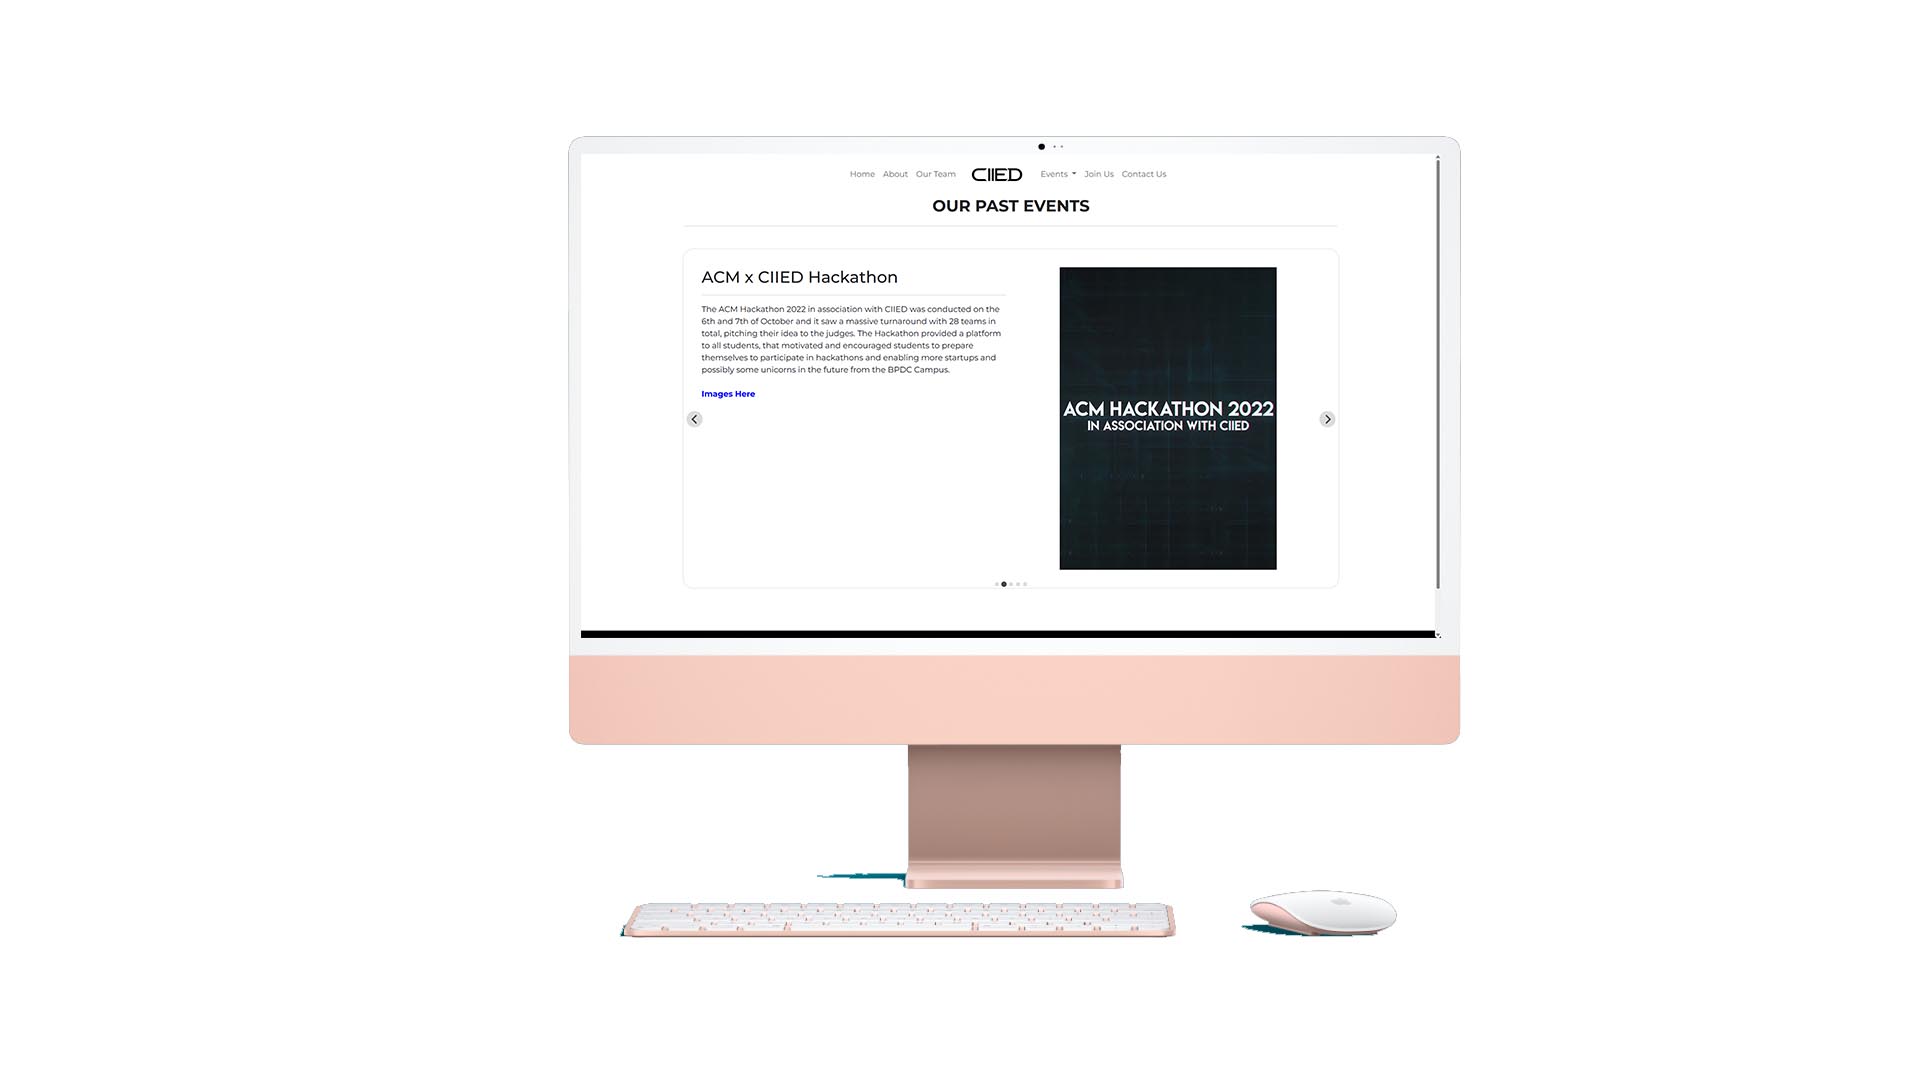 Home About Our Team CIIED Events Join Us Contact Us
OUR PAST EVENTS
ACM x CIIED Hackathon
The ACM Hackathon 2022 in association with CIIED was conducted on the
6th and 7th of October and it saw a massive turnaround with 28 teams in
total, pitching their idea to the judges. The Hackathon provided a platform
to all students, that motivated and encouraged students to prepare
themselves to participate in hackathons and enabling more startups and
possibly some unicorns in the future from the BPDC Campus.
Images Here
ACM HACKATHON 2022
IN ASSOCIATION WITH CIIED